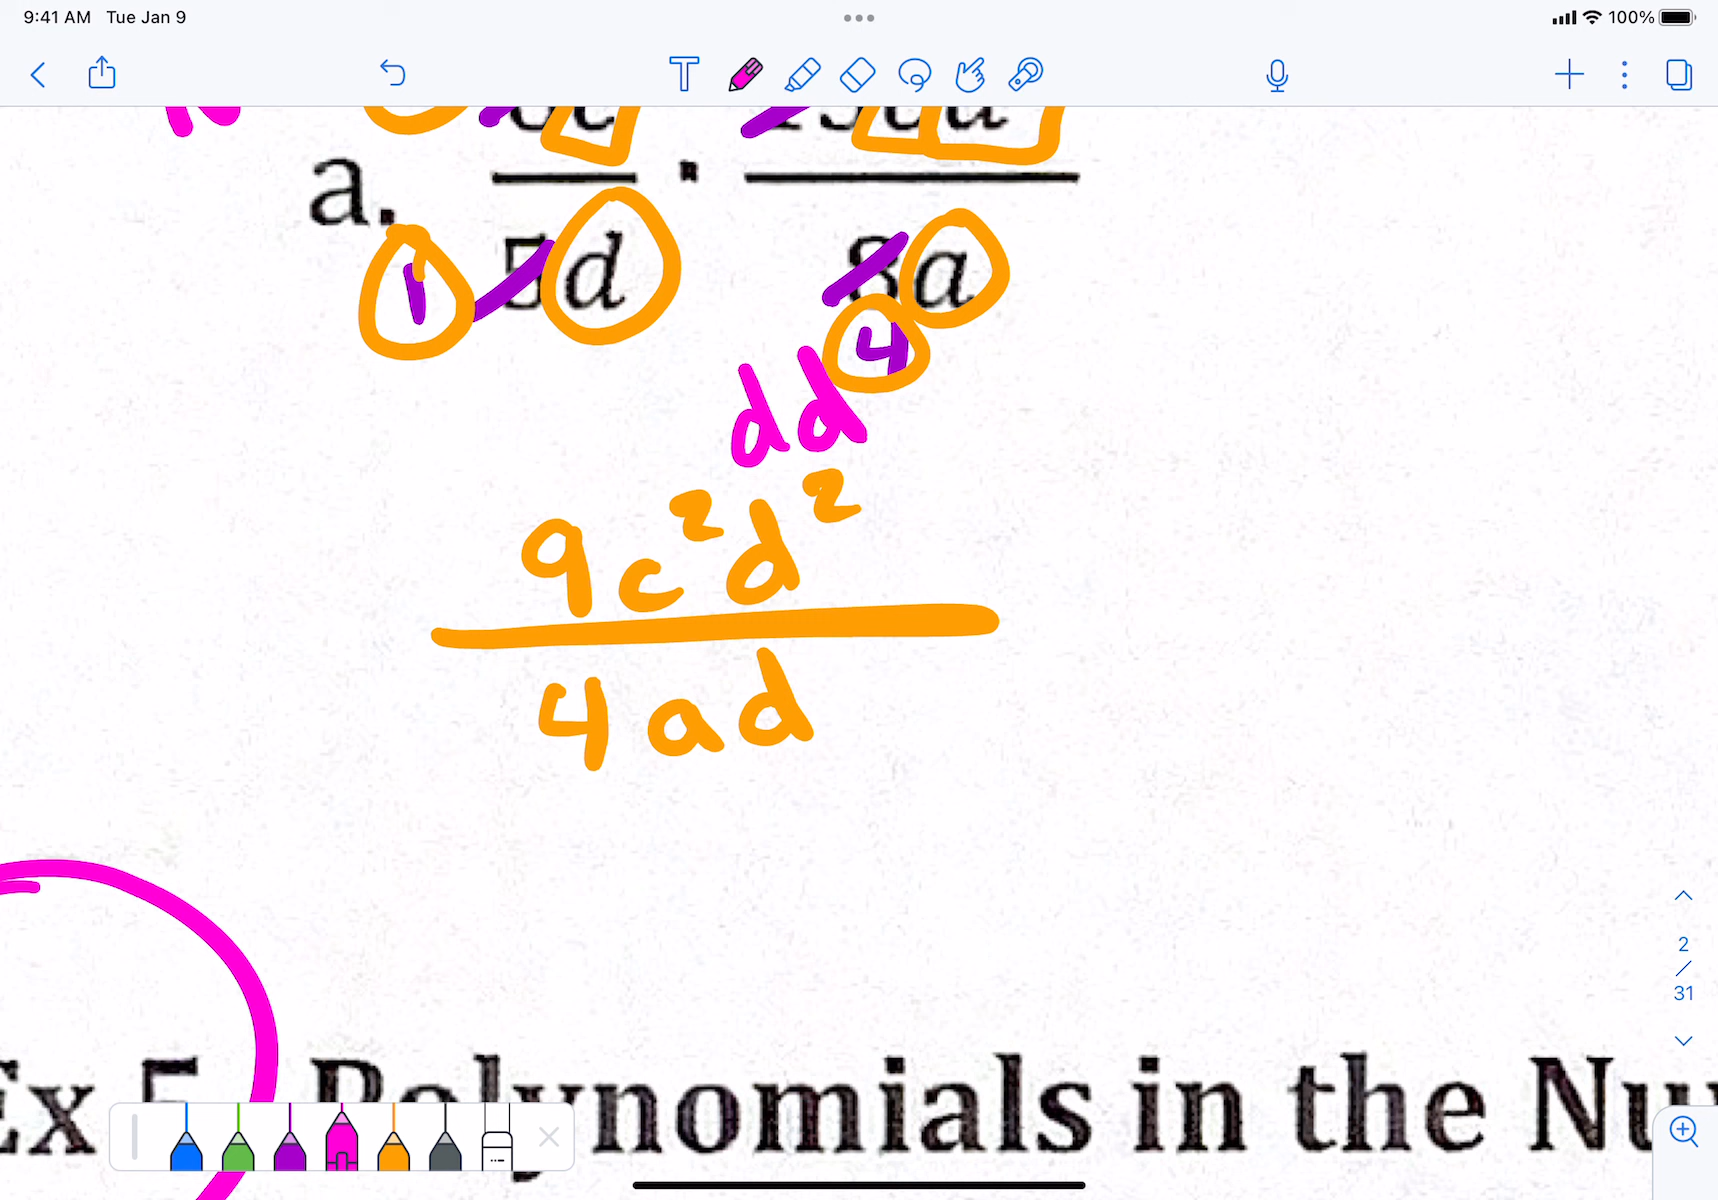 9:41 AM Tue Jan 9
100%
a.
1 5d 8a
4
dd
9c²d²
4ad
2
/
31
Ex 5 Polynomials in the